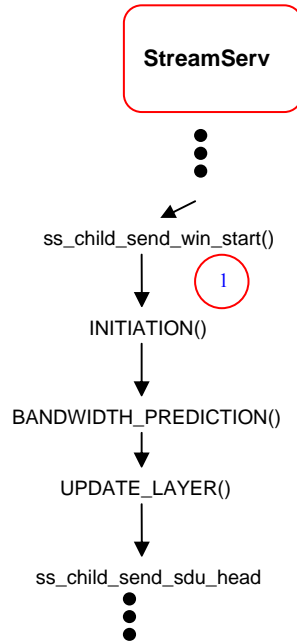 StreamServ
ss_child_send_win_start()
1
INITIATION()
BANDWIDTH_PREDICTION()
UPDATE_LAYER()
ss_child_send_sdu_head